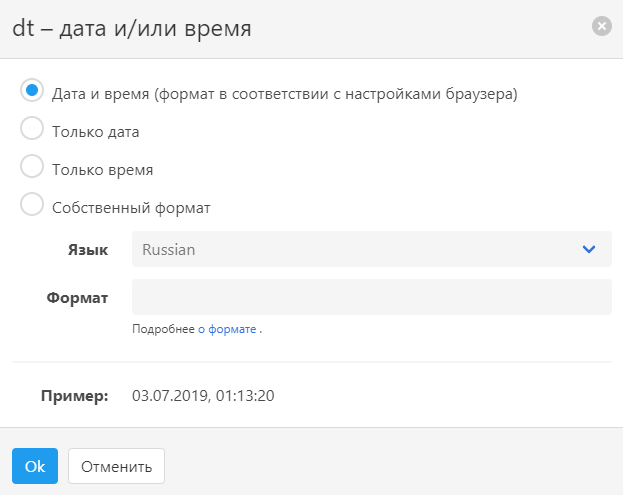 dt – дата и/или время
Дата и время (формат в соответствии с настройками браузера)
Только дата
Только время
Собственный формат
Язык Russian
Формат
Подробнее о формате .
Пример: 03.07.2019, 01:13:20
Ok Отменить